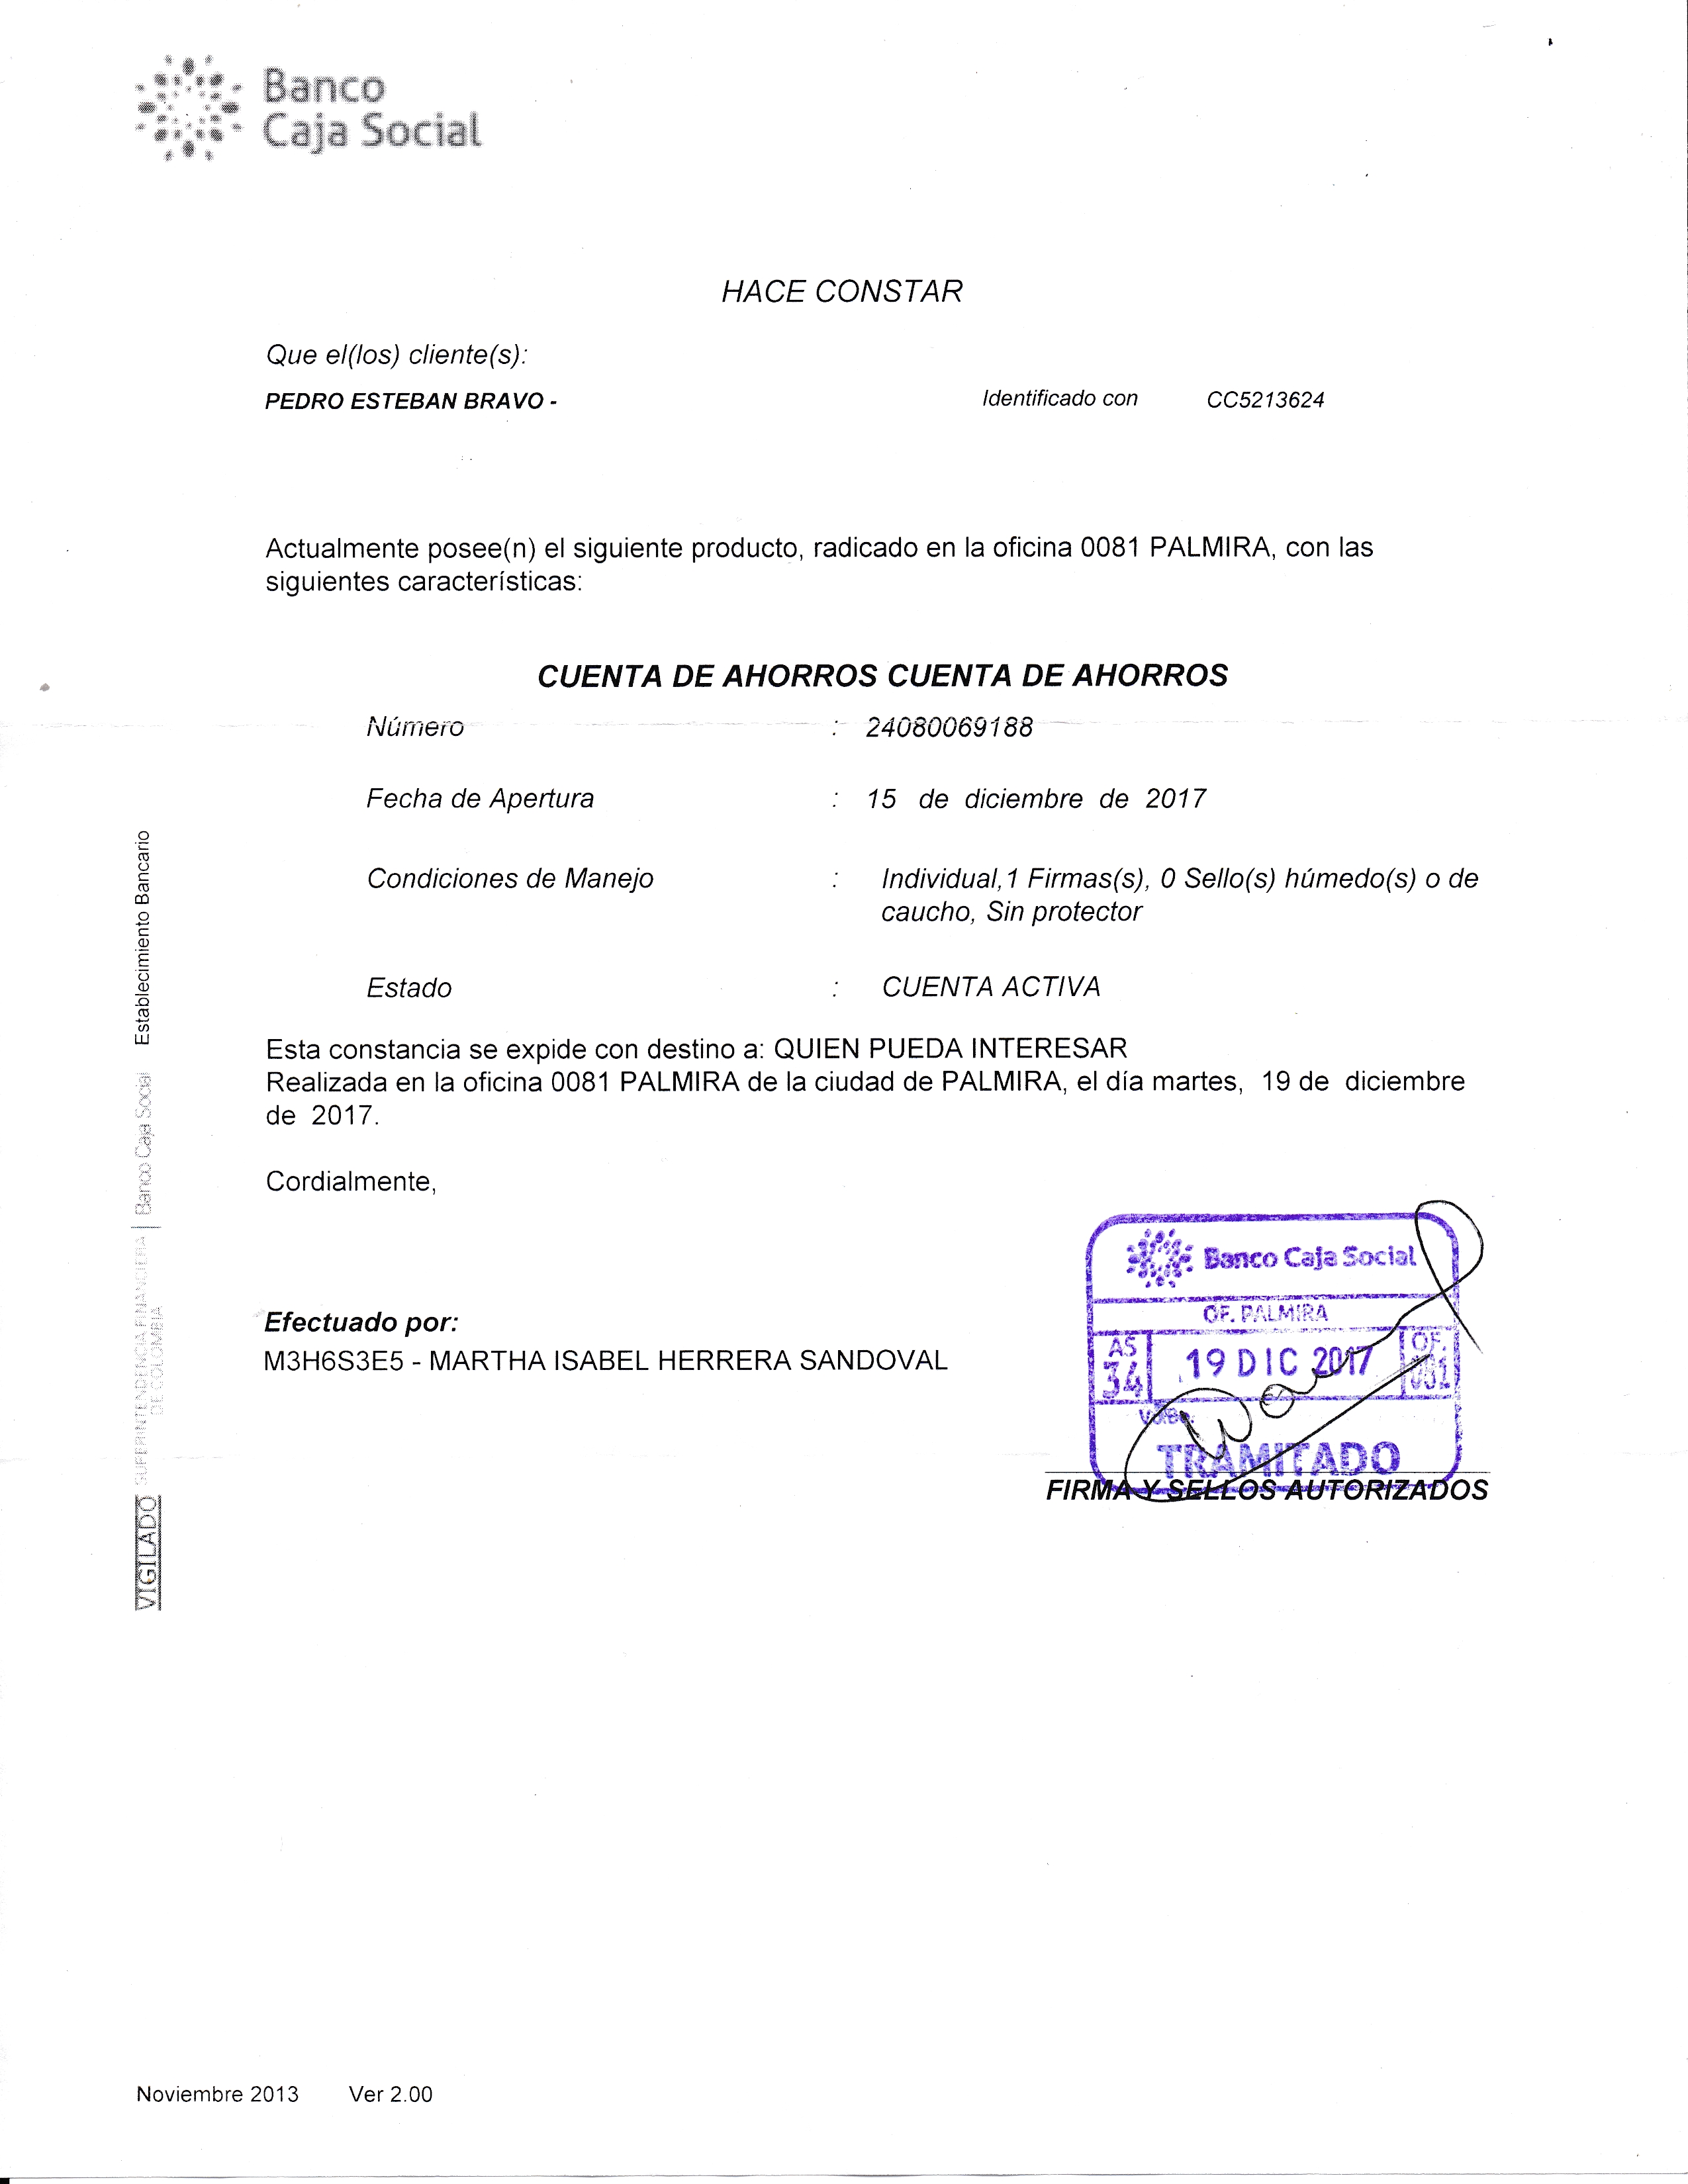 Banco
Caja Social
HACE CONSTAR
Que el(los) cliente(s):
PEDRO ESTEBAN BRAVO - Identificado con CC5213624
Actualmente posee(n) el siguiente producto, radicado en la oficina 0081 PALMIRA, con las
siguientes características:
CUENTA DE AHORROS CUENTA DE AHORROS
Número : 24080069188
Fecha de Apertura : 15 de diciembre de 2017
Condiciones de Manejo : Individual,1 Firmas(s), 0 Sello(s) húmedo(s) o de
caucho, Sin protector
Estado : CUENTA ACTIVA
Esta constancia se expide con destino a: QUIEN PUEDA INTERESAR
Realizada en la oficina 0081 PALMIRA de la ciudad de PALMIRA, el día martes, 19 de diciembre
de 2017.
Cordialmente,
Efectuado por:
M3H6S3E5 - MARTHA ISABEL HERRERA SANDOVAL
Banco Caja Social
OF. PALMIRA
AS
34
19 DIC 2017
OF.
TRAMITADO
FIRMA Y SELLOS AUTORIZADOS
VIGILADO SUPERINTENDENCIA FINANCIERA
DE COLOMBIA
Banco Caja Social Establecimiento Bancario
Noviembre 2013 Ver 2.00